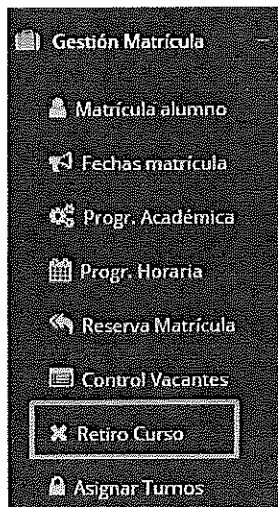 Gestión Matrícula
Matrícula alumno
Fechas matrícula
Progr. Académica
Progr. Horaria
Reserva Matrícula
Control Vacantes
Retiro Curso
Asignar Turnos